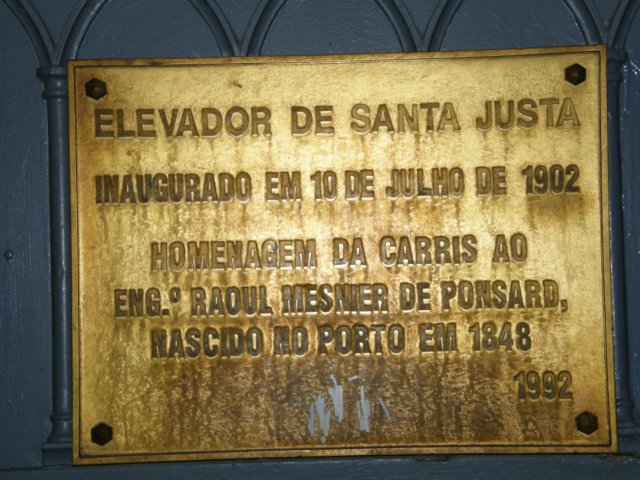 ELEVADOR DE SANTA JUSTA
INAUGURADO EM 10 DE JULHO DE 1902
HOMENAGEM DA CARRIS AO
ENG.º RAOUL MESNIER DE PONSARD,
NASCIDO NO PORTO EM 1848
1992